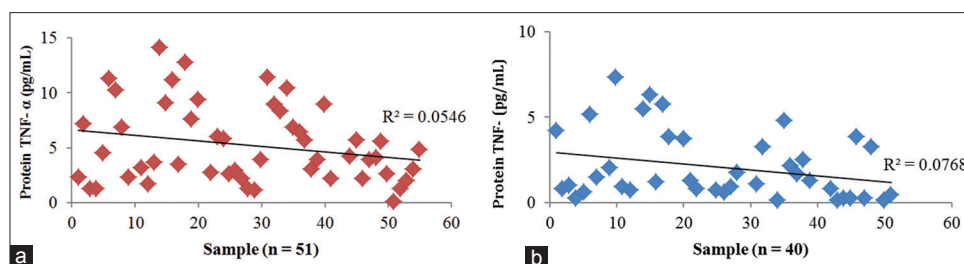 Protein TNF- α (pg/mL)
15
10
5
0
0 10 20 30 40 50 60
R² = 0.0546
Sample (n = 51)
a
Protein TNF- (pg/mL)
10
5
0
0 10 20 30 40 50 60
R² = 0.0768
Sample (n = 40)
b